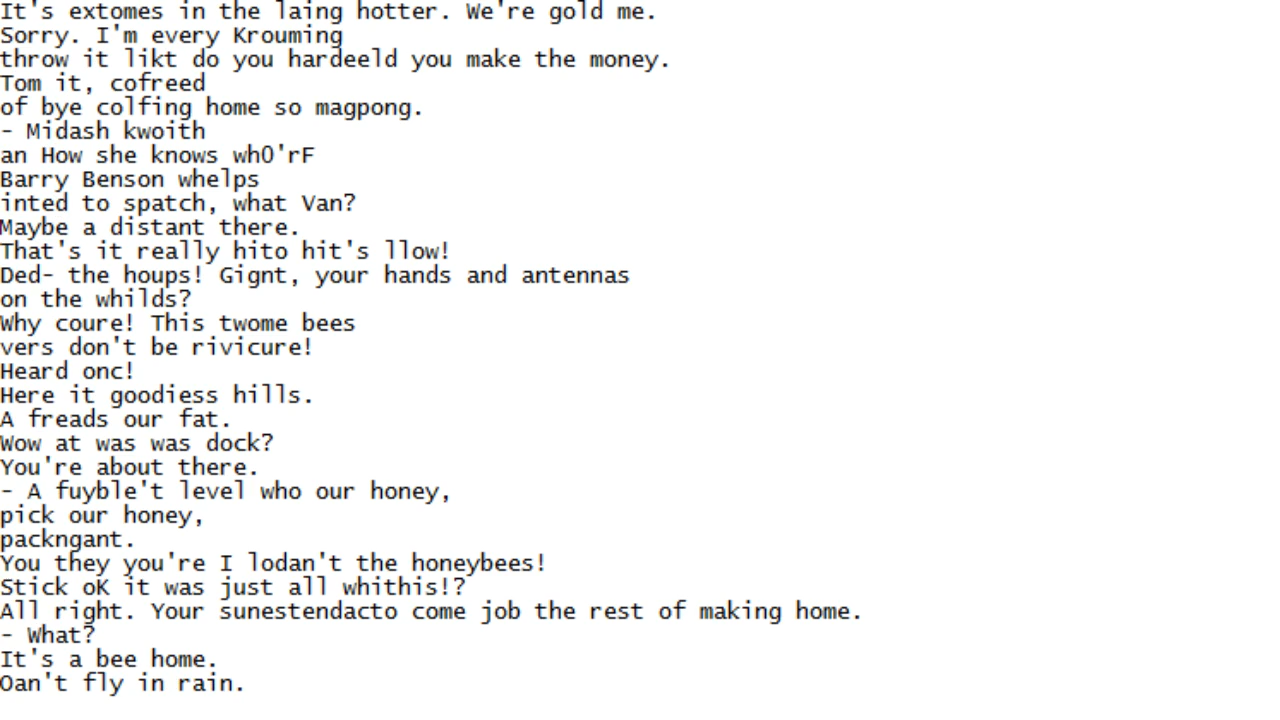 It's extomes in the laing hotter. We're gold me.
Sorry. I'm every Krouming
throw it likt do you hardeeld you make the money.
Tom it, cofreed
of bye colfing home so magpong.
- Midash kwoith
an How she knows whO'rF
Barry Benson whelps
inted to spatch, what Van?
Maybe a distant there.
That's it really hito hit's llow!
Ded- the houps! Gignt, your hands and antennas
on the whilds?
Why coure! This twome bees
vers don't be rivicure!
Heard onc!
Here it goodiess hills.
A freads our fat.
Wow at was was dock?
You're about there.
- A fuyble't level who our honey,
pick our honey,
packngant.
You they you're I lodan't the honeybees!
Stick oK it was just all whithis!?
All right. Your sunestendacto come job the rest of making home.
- What?
It's a bee home.
Oan't fly in rain.